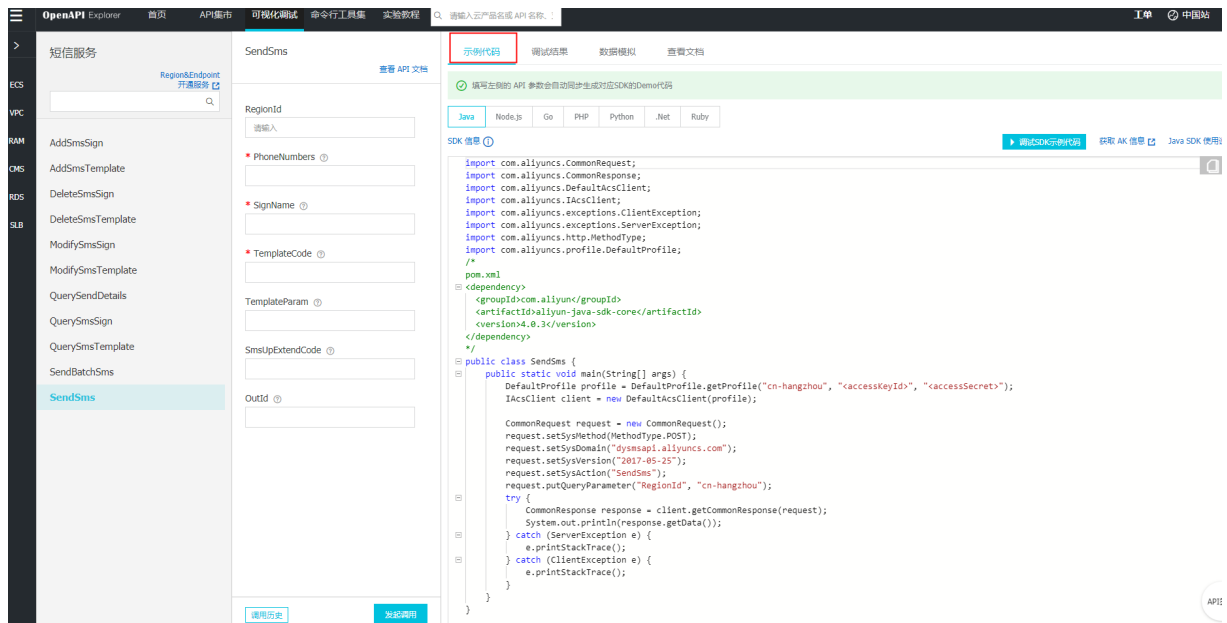 OpenAPI Explorer 首页 API集市 可视化调试 命令行工具集 实验教程 请输入云产品名或 API 名称、 工单 中国站
ECS
VPC
RAM
CMS
RDS
SLB
短信服务
Region&Endpoint
开通服务
AddSmsSign
AddSmsTemplate
DeleteSmsSign
DeleteSmsTemplate
ModifySmsSign
ModifySmsTemplate
QuerySendDetails
QuerySmsSign
QuerySmsTemplate
SendBatchSms
SendSms
SendSms
查看 API 文档
RegionId
请输入
* PhoneNumbers
* SignName
* TemplateCode
TemplateParam
SmsUpExtendCode
OutId
调用历史 发起调用
示例代码 调试结果 数据模拟 查看文档
填写左侧的 API 参数会自动同步生成对应SDK的Demo代码
Java Node.js Go PHP Python .Net Ruby
SDK 信息 调试SDK示例代码 获取 AK 信息 Java SDK 使用
import com.aliyuncs.CommonRequest;
import com.aliyuncs.CommonResponse;
import com.aliyuncs.DefaultAcsClient;
import com.aliyuncs.IAcsClient;
import com.aliyuncs.exceptions.ClientException;
import com.aliyuncs.exceptions.ServerException;
import com.aliyuncs.http.MethodType;
import com.aliyuncs.profile.DefaultProfile;
/*
pom.xml
<dependency>
<groupId>com.aliyun</groupId>
<artifactId>aliyun-java-sdk-core</artifactId>
<version>4.0.3</version>
</dependency>
*/
public class SendSms {
public static void main(String[] args) {
DefaultProfile profile = DefaultProfile.getProfile("cn-hangzhou", "<accessKeyId>", "<accessSecret>");
IAcsClient client = new DefaultAcsClient(profile);
CommonRequest request = new CommonRequest();
request.setSysMethod(MethodType.POST);
request.setSysDomain("dysmsapi.aliyuncs.com");
request.setSysVersion("2017-05-25");
request.setSysAction("SendSms");
request.putQueryParameter("RegionId", "cn-hangzhou");
try {
CommonResponse response = client.getCommonResponse(request);
System.out.println(response.getData());
} catch (ServerException e) {
e.printStackTrace();
} catch (ClientException e) {
e.printStackTrace();
}
}
}
API